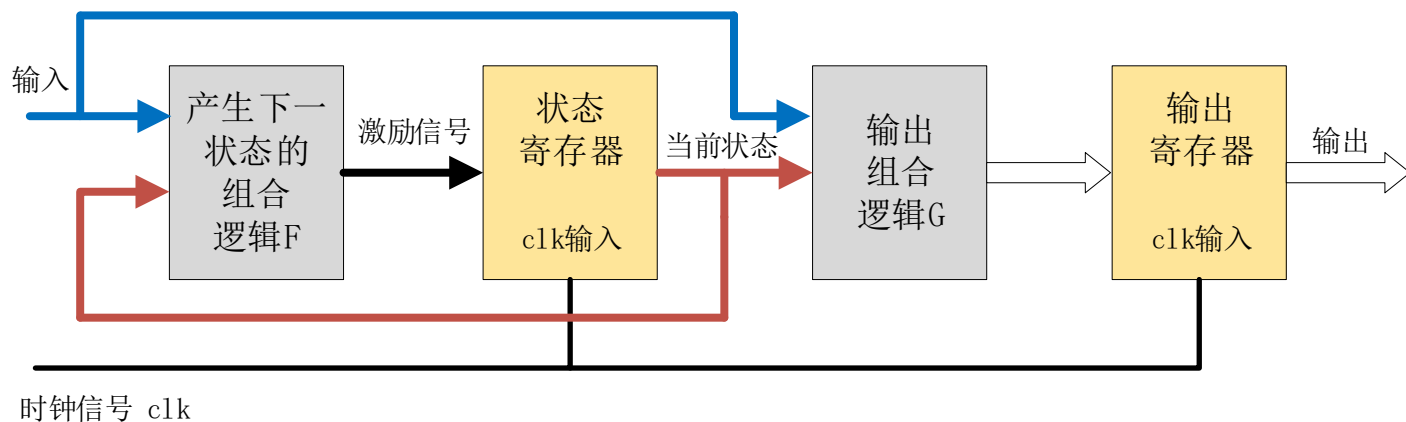 输入
产生下一
状态的
组合
逻辑F
激励信号
状态
寄存器
clk输入
当前状态
输出
组合
逻辑G
输出
寄存器
clk输入
输出
时钟信号 clk